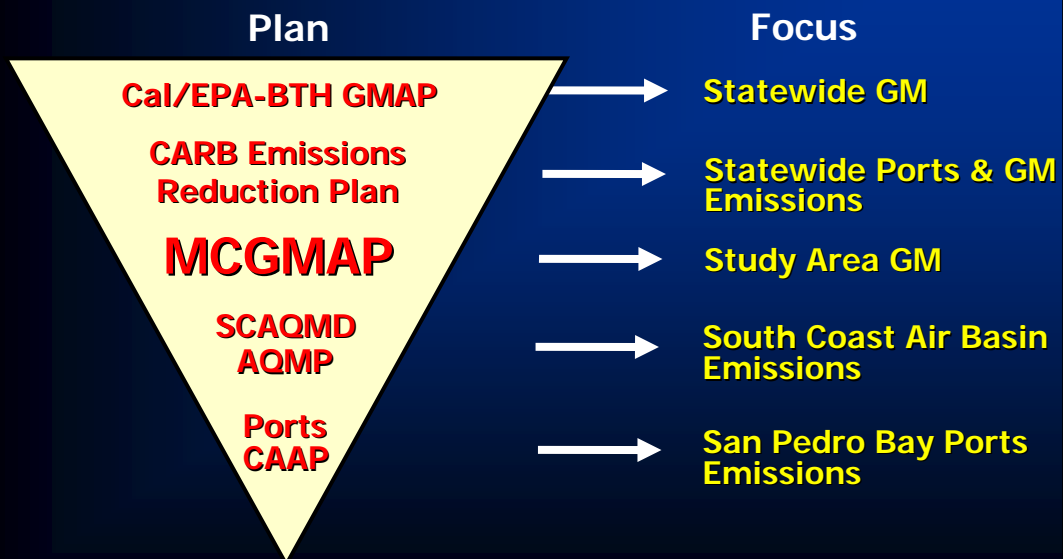 Plan Focus
Cal/EPA-BTH GMAP Statewide GM
CARB Emissions
Reduction Plan
Statewide Ports & GM
Emissions
MCGMAP Study Area GM
SCAQMD
AQMP
South Coast Air Basin
Emissions
Ports
CAAP
San Pedro Bay Ports
Emissions